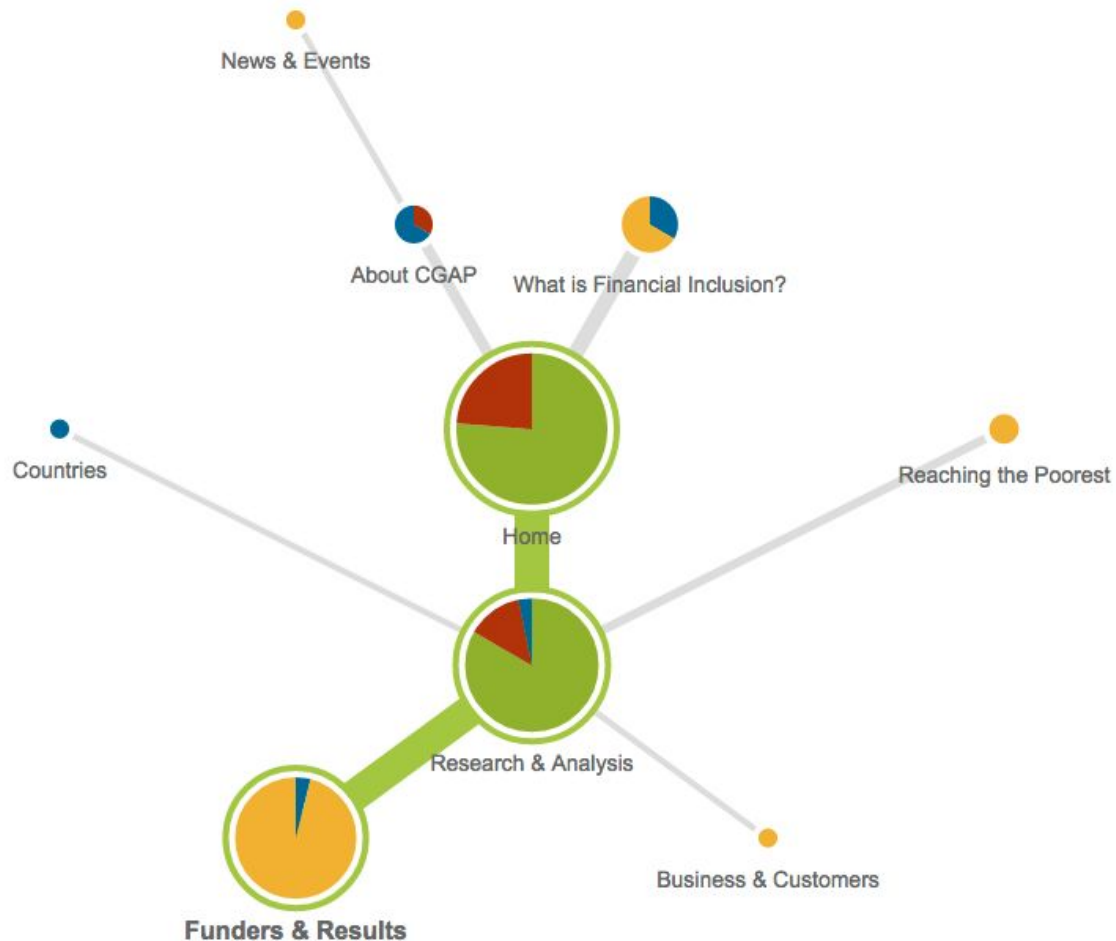 News & Events
About CGAP
What is Financial Inclusion?
Countries
Reaching the Poorest
Home
Research & Analysis
Business & Customers
Funders & Results